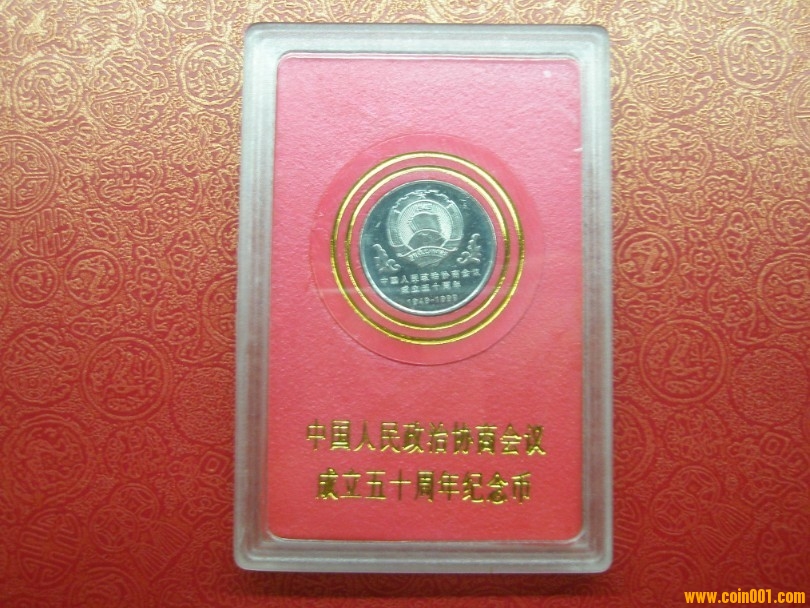 中国人民政治协商会议
成立五十周年
1949-1999
中国人民政治协商会议
成立五十周年纪念币
www.coin001.com